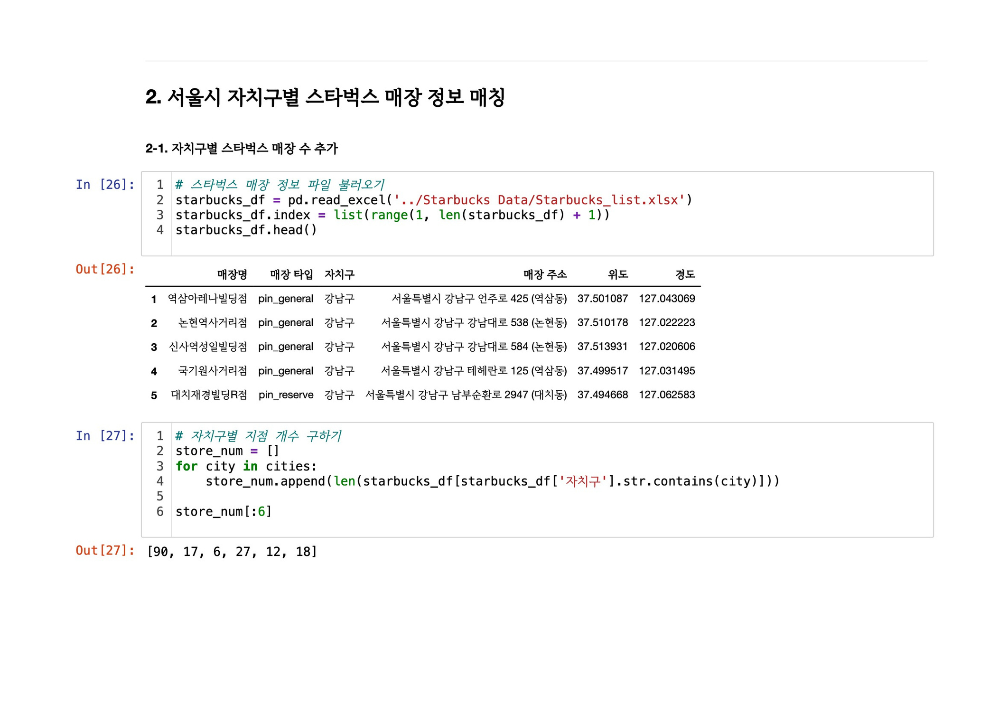 2. 서울시 자치구별 스타벅스 매장 정보 매칭
2-1. 자치구별 스타벅스 매장 수 추가
In [26]:
1 # 스타벅스 매장 정보 파일 불러오기
2 starbucks_df = pd.read_excel('../Starbucks Data/Starbucks_list.xlsx')
3 starbucks_df.index = list(range(1, len(starbucks_df) + 1))
4 starbucks_df.head()
Out[26]:
매장명 매장 타입 자치구 매장 주소 위도 경도
1 역삼아레나빌딩점 pin_general 강남구 서울특별시 강남구 언주로 425 (역삼동) 37.501087 127.043069
2 논현역사거리점 pin_general 강남구 서울특별시 강남구 강남대로 538 (논현동) 37.510178 127.022223
3 신사역성일빌딩점 pin_general 강남구 서울특별시 강남구 강남대로 584 (논현동) 37.513931 127.020606
4 국기원사거리점 pin_general 강남구 서울특별시 강남구 테헤란로 125 (역삼동) 37.499517 127.031495
5 대치재경빌딩R점 pin_reserve 강남구 서울특별시 강남구 남부순환로 2947 (대치동) 37.494668 127.062583
In [27]:
1 # 자치구별 지점 개수 구하기
2 store_num = []
3 for city in cities:
4     store_num.append(len(starbucks_df[starbucks_df['자치구'].str.contains(city)]))
5
6 store_num[:6]
Out[27]: [90, 17, 6, 27, 12, 18]